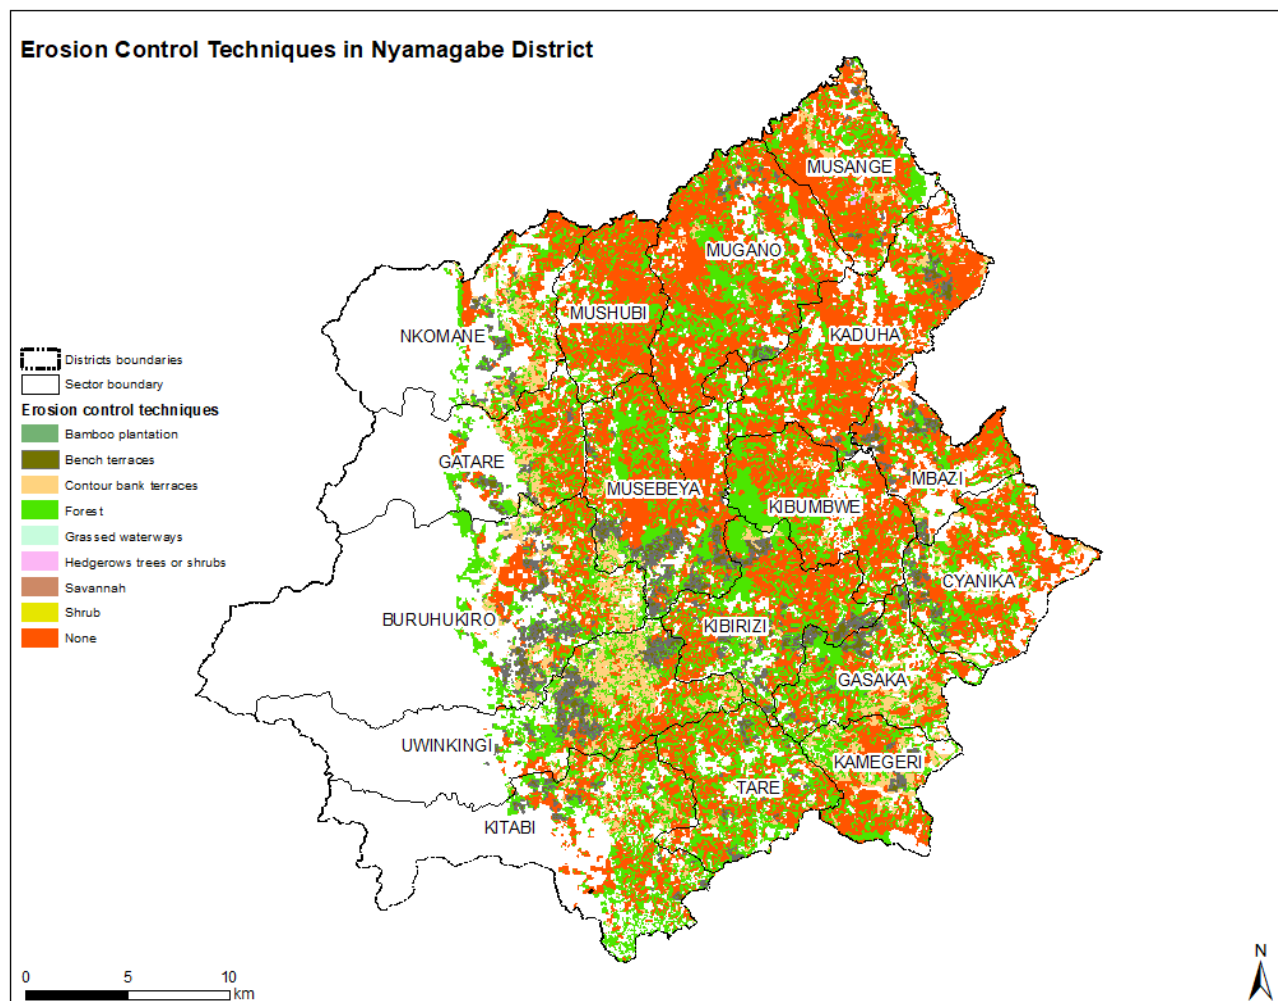 Erosion Control Techniques in Nyamagabe District
MUSANGE
MUGANO
MUSHUBI
NKOMANE
KADUHA
GATARE
MUSEBEYA
MBAZI
KIBUMBWE
CYANIKA
BURUHUKIRO
KIBIRIZI
GASAKA
UWINKINGI
KAMEGERI
TARE
KITABI
Districts boundaries
Sector boundary
Erosion control techniques
Bamboo plantation
Bench terraces
Contour bank terraces
Forest
Grassed waterways
Hedgerows trees or shrubs
Savannah
Shrub
None
0 5 10
km
N